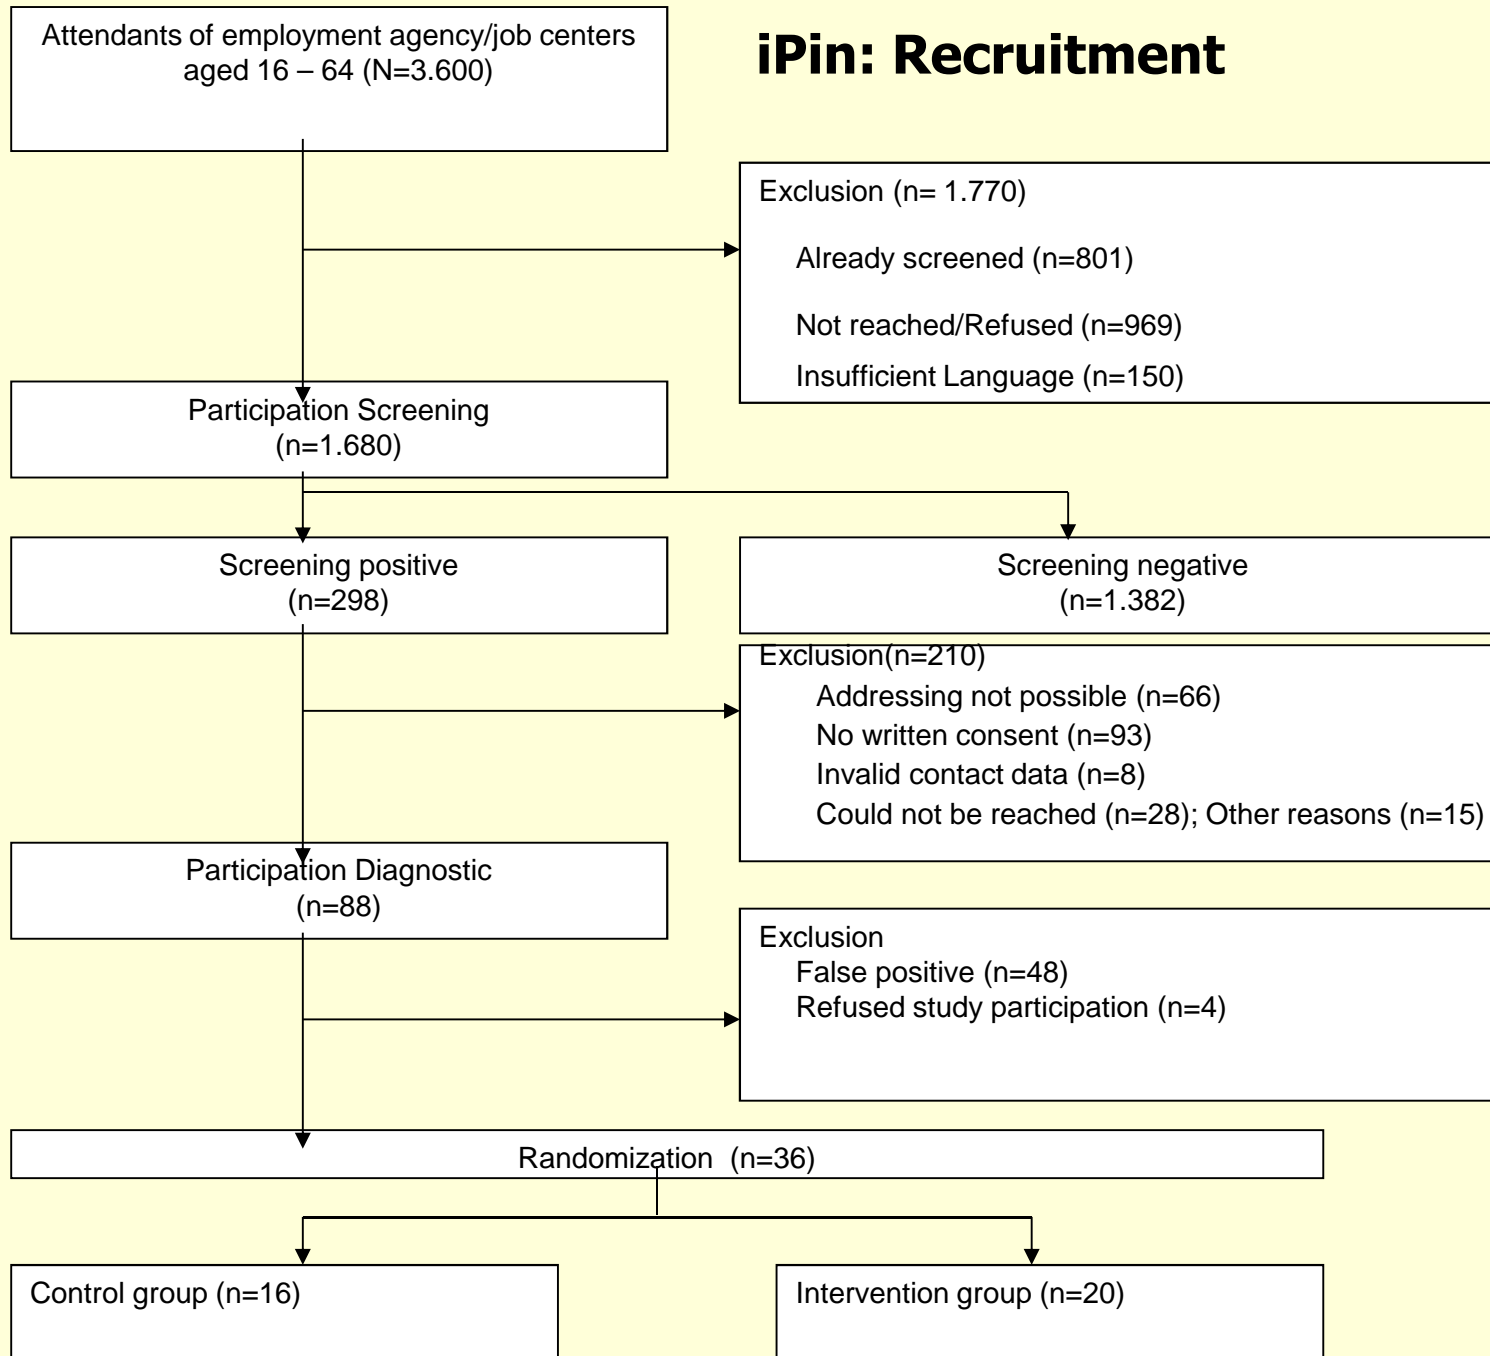 iPin: Recruitment
Attendants of employment agency/job centers
aged 16 – 64 (N=3.600)
Exclusion (n= 1.770)
Already screened (n=801)
Not reached/Refused (n=969)
Insufficient Language (n=150)
Participation Screening
(n=1.680)
Screening positive
(n=298)
Screening negative
(n=1.382)
Exclusion(n=210)
Addressing not possible (n=66)
No written consent (n=93)
Invalid contact data (n=8)
Could not be reached (n=28); Other reasons (n=15)
Participation Diagnostic
(n=88)
Exclusion
False positive (n=48)
Refused study participation (n=4)
Randomization (n=36)
Control group (n=16)
Intervention group (n=20)